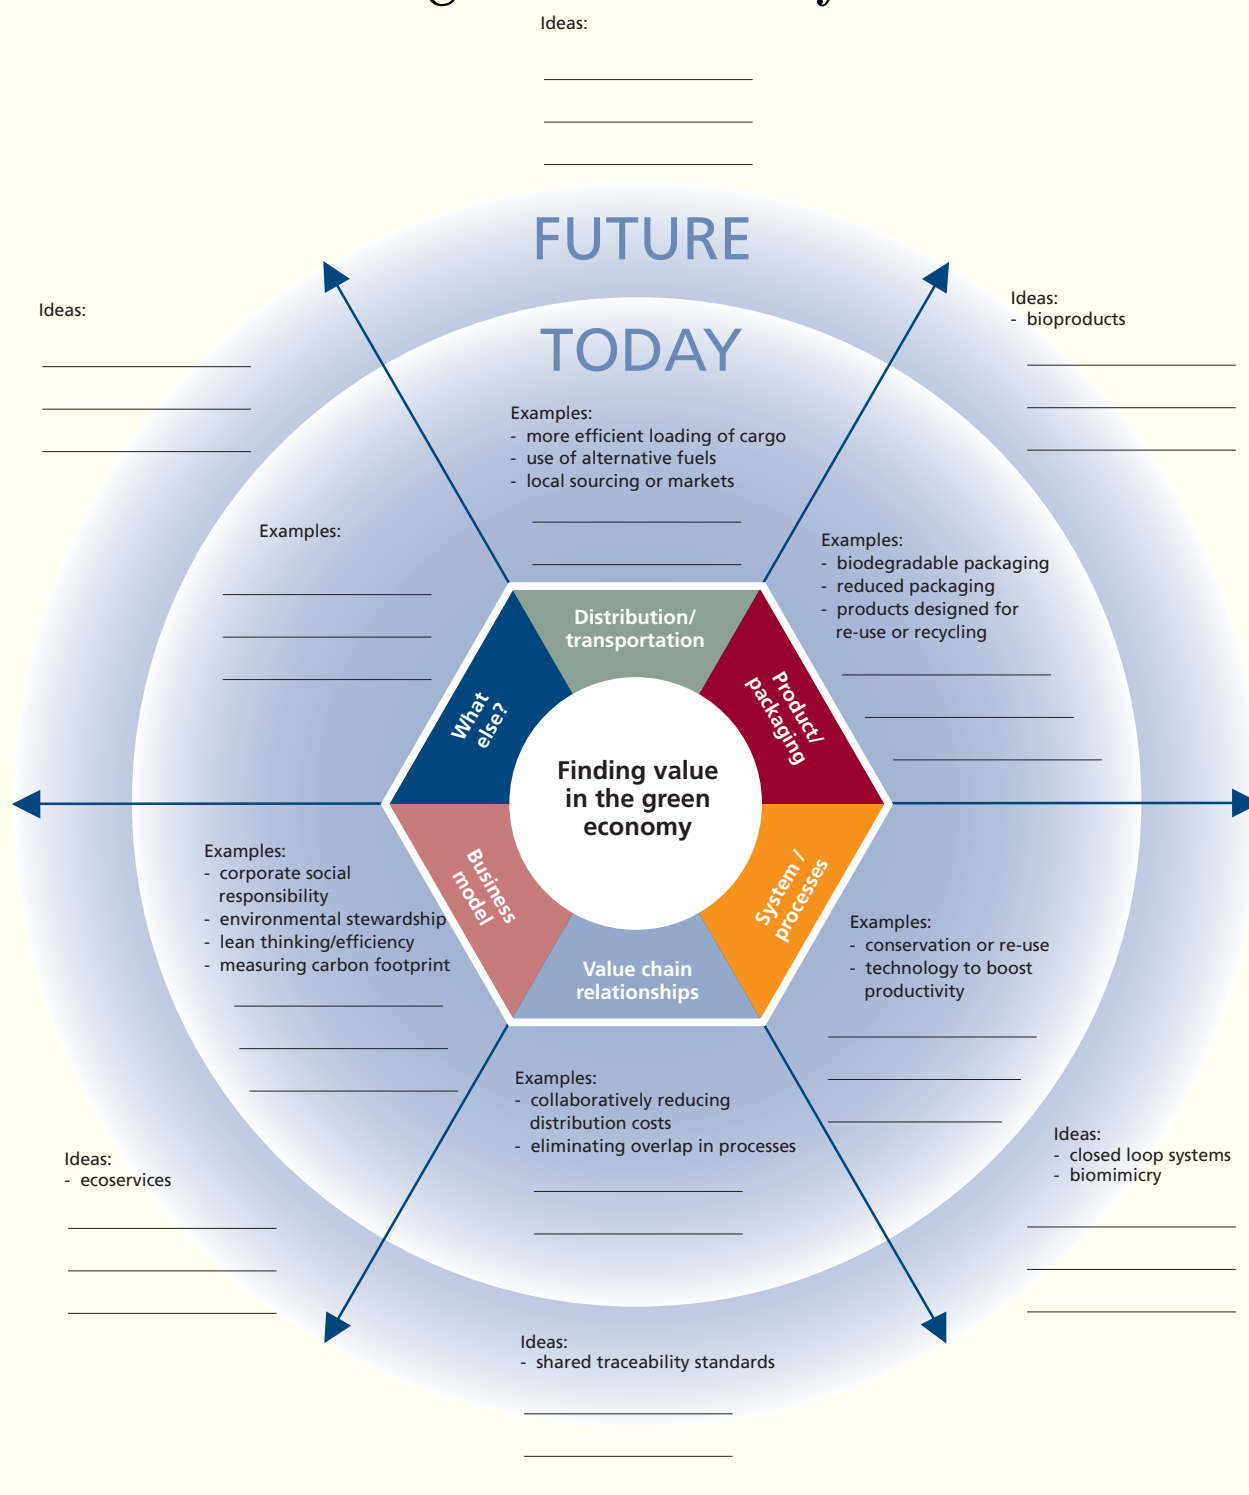 Ideas:
FUTURE
TODAY
Examples:
- more efficient loading of cargo
- use of alternative fuels
- local sourcing or markets
Ideas:
- bioproducts
Examples:
- biodegradable packaging
- reduced packaging
- products designed for
re-use or recycling
Ideas:
Examples:
Distribution/
transportation
Product/
packaging
What
else?
Finding value
in the green
economy
Business
model
System /
processes
Value chain
relationships
Examples:
- corporate social
responsibility
- environmental stewardship
- lean thinking/efficiency
- measuring carbon footprint
Examples:
- conservation or re-use
- technology to boost
productivity
Examples:
- collaboratively reducing
distribution costs
- eliminating overlap in processes
Ideas:
- ecoservices
Ideas:
- closed loop systems
- biomimicry
Ideas:
- shared traceability standards